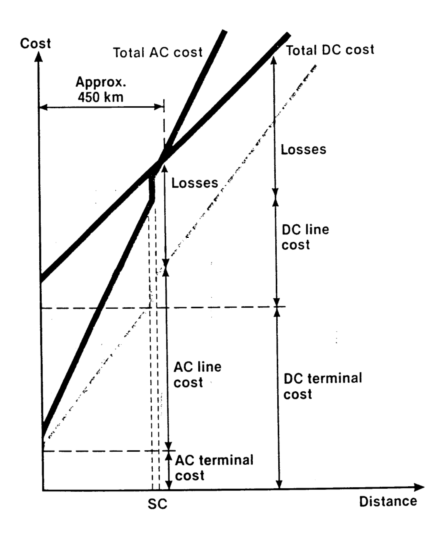 Cost
Total AC cost
Total DC cost
Approx.
450 km
Losses
Losses
DC line
cost
AC line
cost
DC terminal
cost
AC terminal
cost
SC
Distance